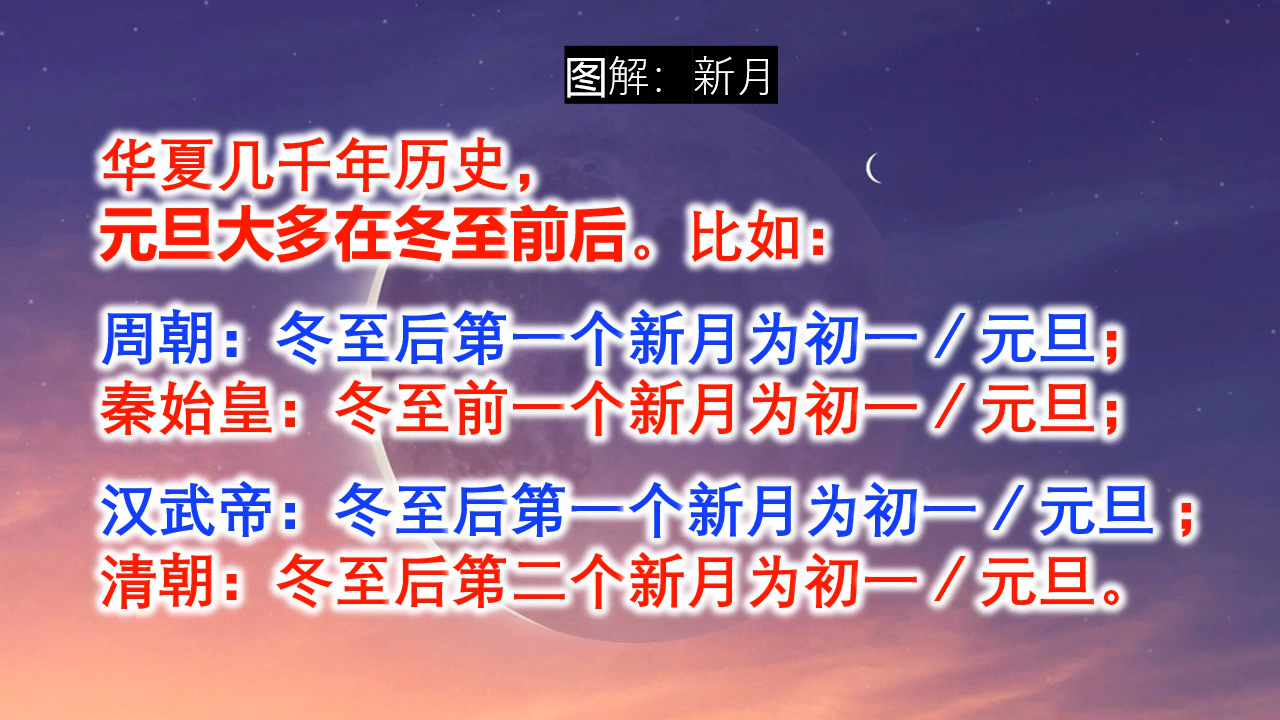 图解：新月
华夏几千年历史，
元旦大多在冬至前后。比如：
周朝：冬至后第一个新月为初一／元旦；
秦始皇：冬至前一个新月为初一／元旦；
汉武帝：冬至后第一个新月为初一／元旦；
清朝：冬至后第二个新月为初一／元旦。